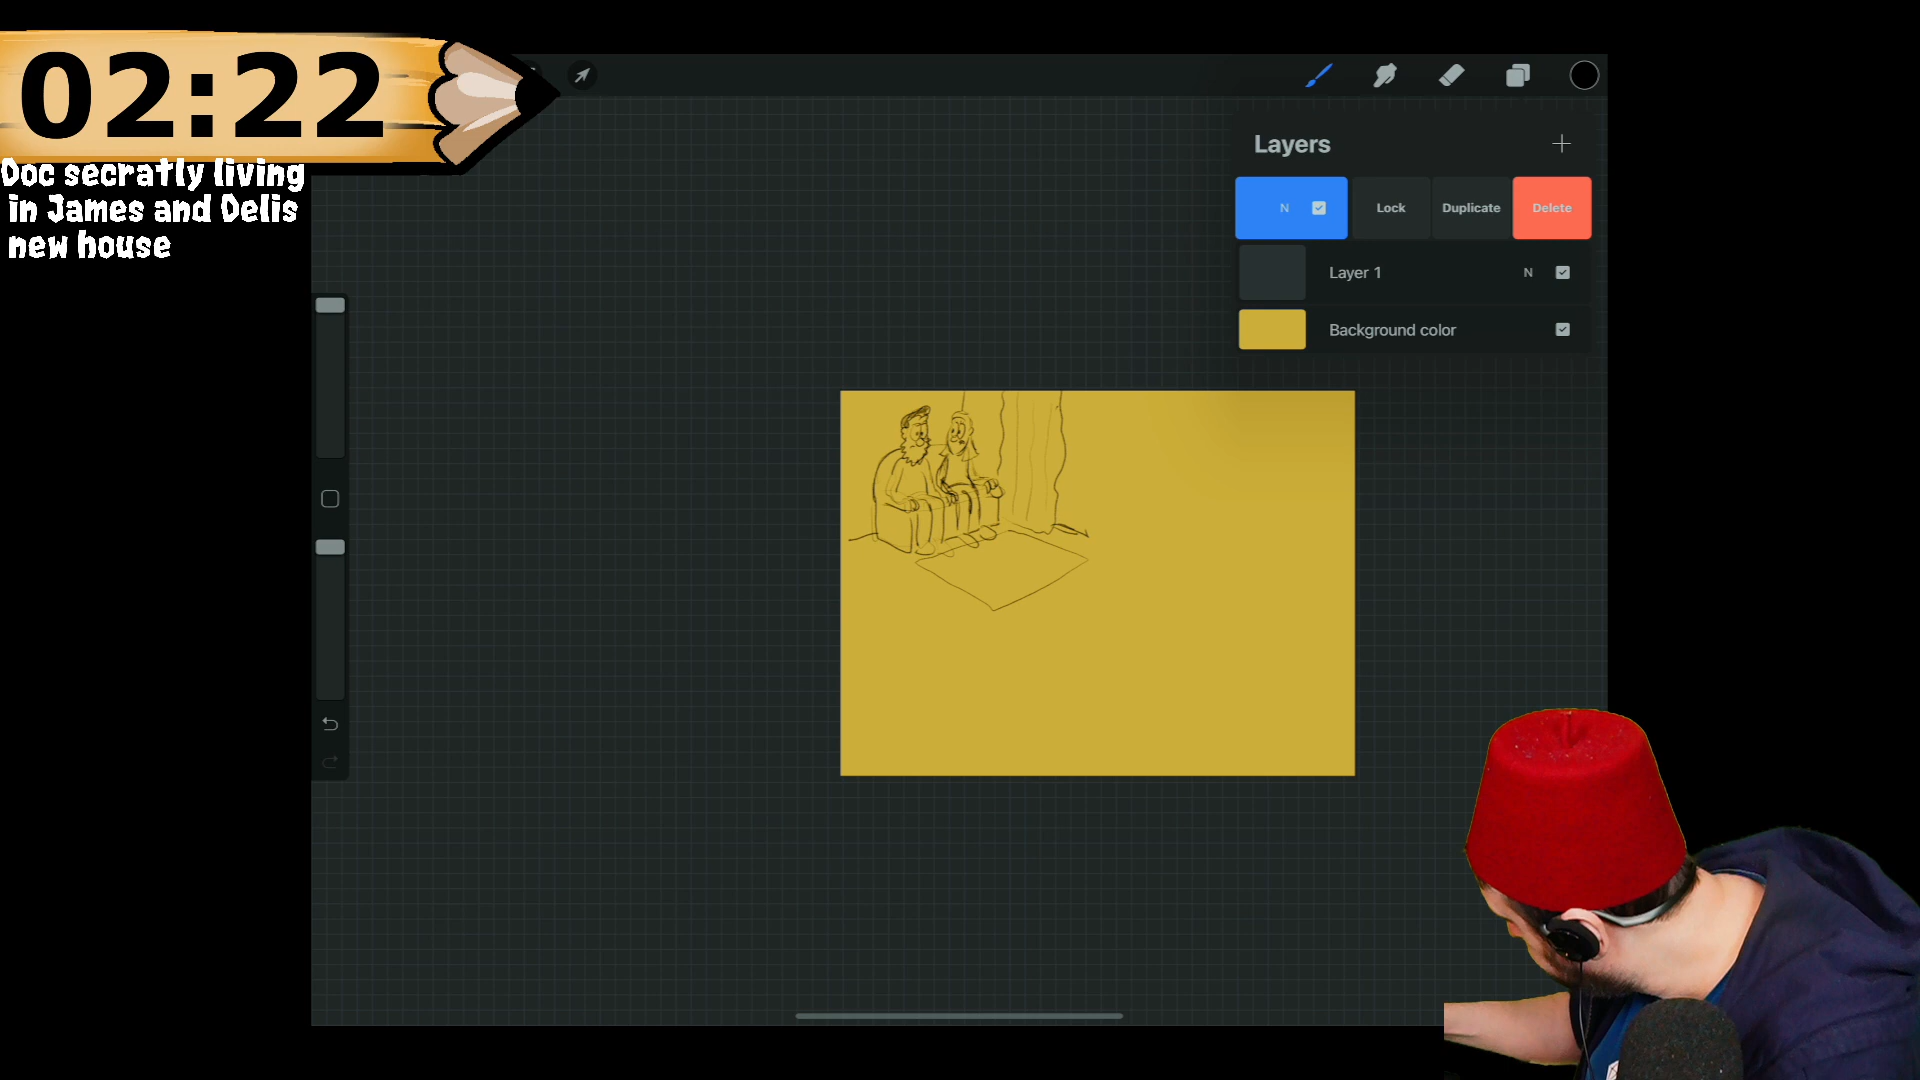 02:22
Doc secratly living
in James and Delis
new house
Layers
N Lock Duplicate Delete
Layer 1 N
Background color